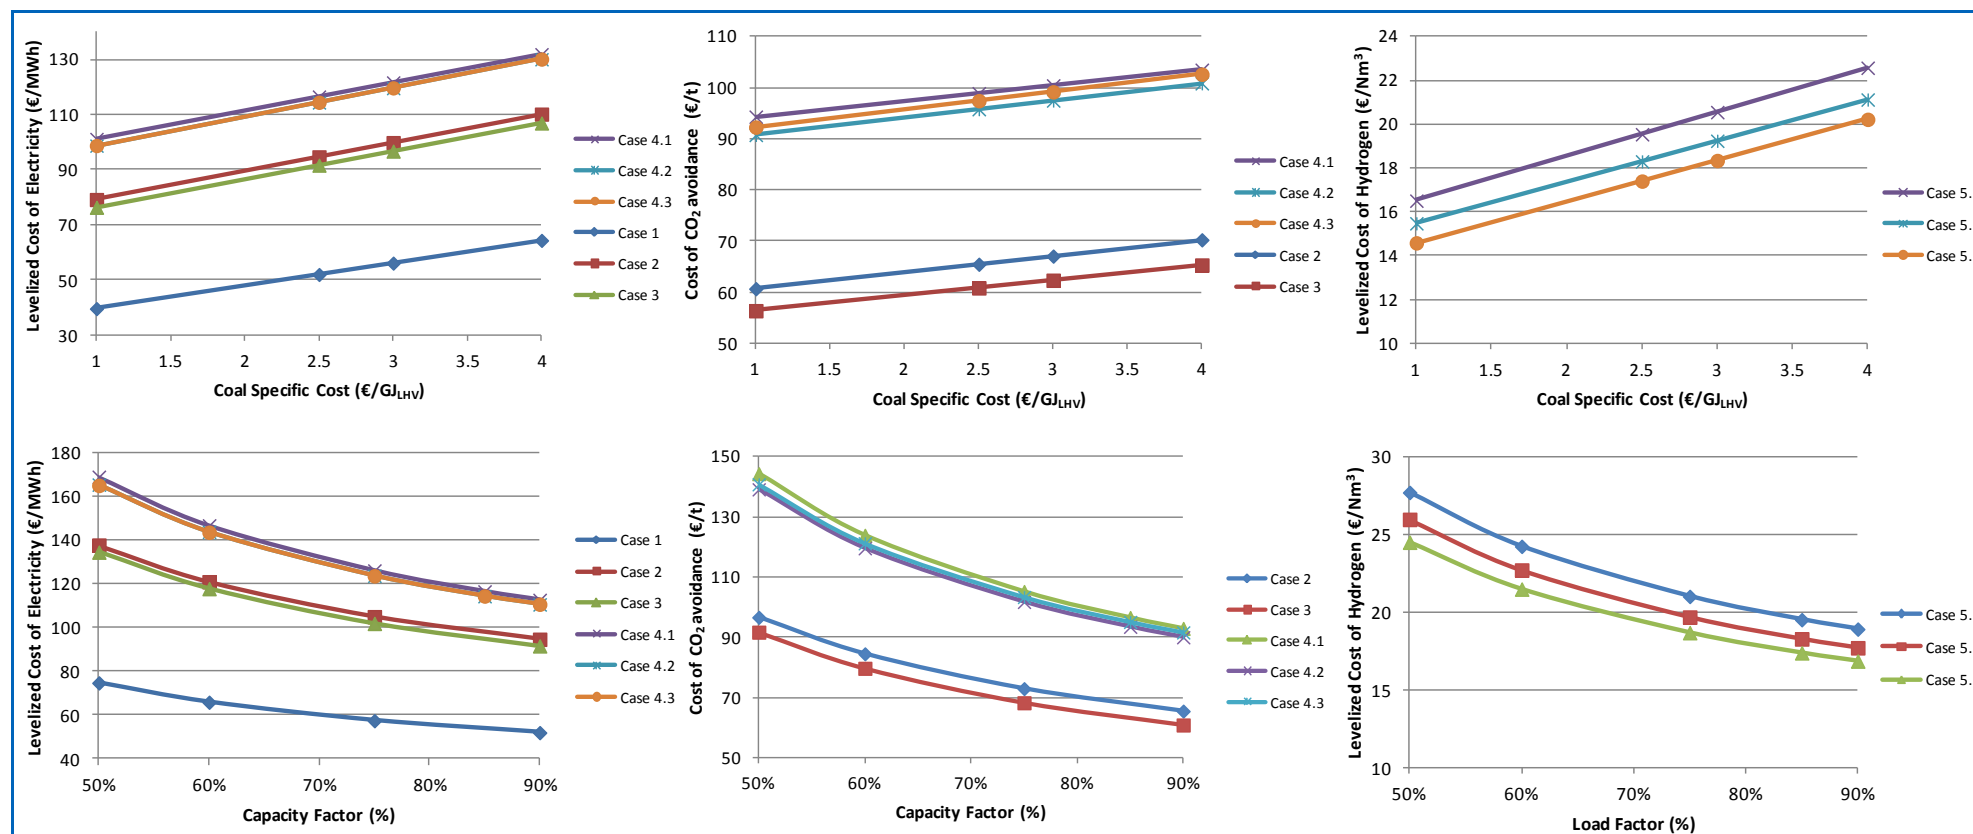 Levelized Cost of Electricity (€/MWh)
130
110
90
70
50
30
1 1.5 2 2.5 3 3.5 4
Coal Specific Cost (€/GJLHV)
Case 4.1
Case 4.2
Case 4.3
Case 1
Case 2
Case 3
Cost of CO2 avoidance (€/t)
110
100
90
80
70
60
50
1 1.5 2 2.5 3 3.5 4
Coal Specific Cost (€/GJLHV)
Case 4.1
Case 4.2
Case 4.3
Case 2
Case 3
Levelized Cost of Hydrogen (€/Nm3)
24
22
20
18
16
14
12
10
1 1.5 2 2.5 3 3.5 4
Coal Specific Cost (€/GJLHV)
Case 5.
Case 5.
Case 5.
Levelized Cost of Electricity (€/MWh)
180
160
140
120
100
80
60
40
50% 60% 70% 80% 90%
Capacity Factor (%)
Case 1
Case 2
Case 3
Case 4.1
Case 4.2
Case 4.3
Cost of CO2 avoidance (€/t)
150
130
110
90
70
50
50% 60% 70% 80% 90%
Capacity Factor (%)
Case 2
Case 3
Case 4.1
Case 4.2
Case 4.3
Levelized Cost of Hydrogen (€/Nm3)
30
25
20
15
10
50% 60% 70% 80% 90%
Load Factor (%)
Case 5.
Case 5.
Case 5.